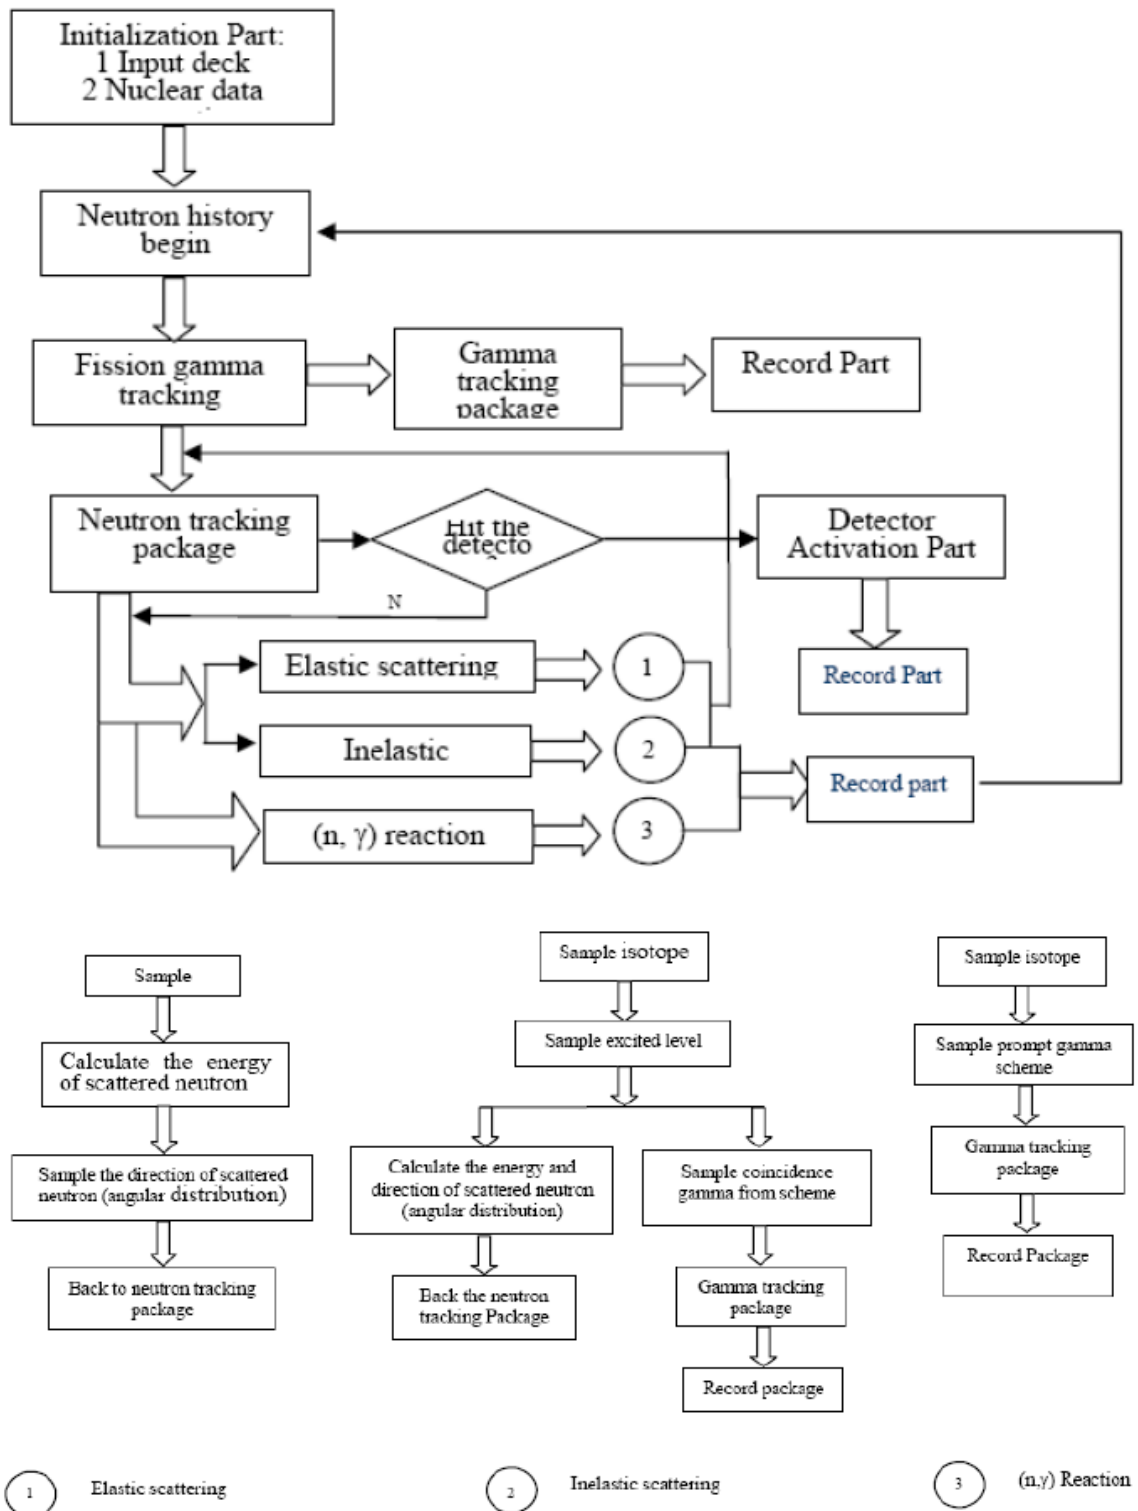 Initialization Part:
1 Input deck
2 Nuclear data
Neutron history
begin
Fission gamma
tracking
Gamma
tracking
package
Record Part
Neutron tracking
package
Hit the
detecto
Detector
Activation Part
N
Record Part
Elastic scattering
1
Inelastic
2
Record part
(n, γ) reaction
3
Sample
Calculate the energy
of scattered neutron
Sample the direction of scattered
neutron (angular distribution)
Back to neutron tracking
package
Sample isotope
Sample excited level
Calculate the energy and
direction of scattered neutron
(angular distribution)
Back the neutron
tracking Package
Sample coincidence
gamma from scheme
Gamma tracking
package
Record package
Sample isotope
Sample prompt gamma
scheme
Gamma tracking
package
Record Package
1 Elastic scattering
2 Inelastic scattering
3 (n,γ) Reaction